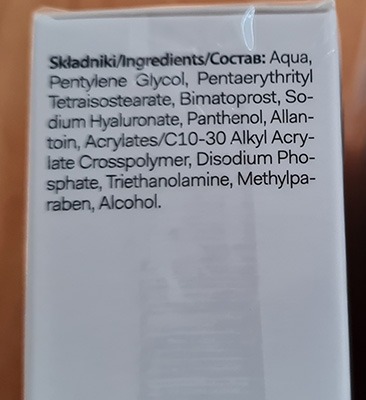 Składniki/Ingredients/Состав: Aqua,
Pentylene Glycol, Pentaerythrityl
Tetraisostearate, Bimatoprost, So-
dium Hyaluronate, Panthenol, Allan-
toin, Acrylates/C10-30 Alkyl Acry-
late Crosspolymer, Disodium Pho-
sphate, Triethanolamine, Methylpa-
raben, Alcohol.